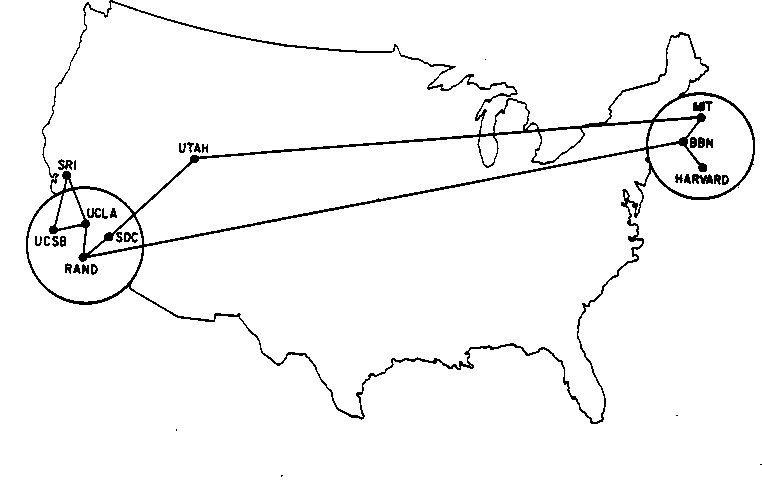 MIT
UTAH
BBN
SRI
HARVARD
UCLA
UCSB
SDC
RAND